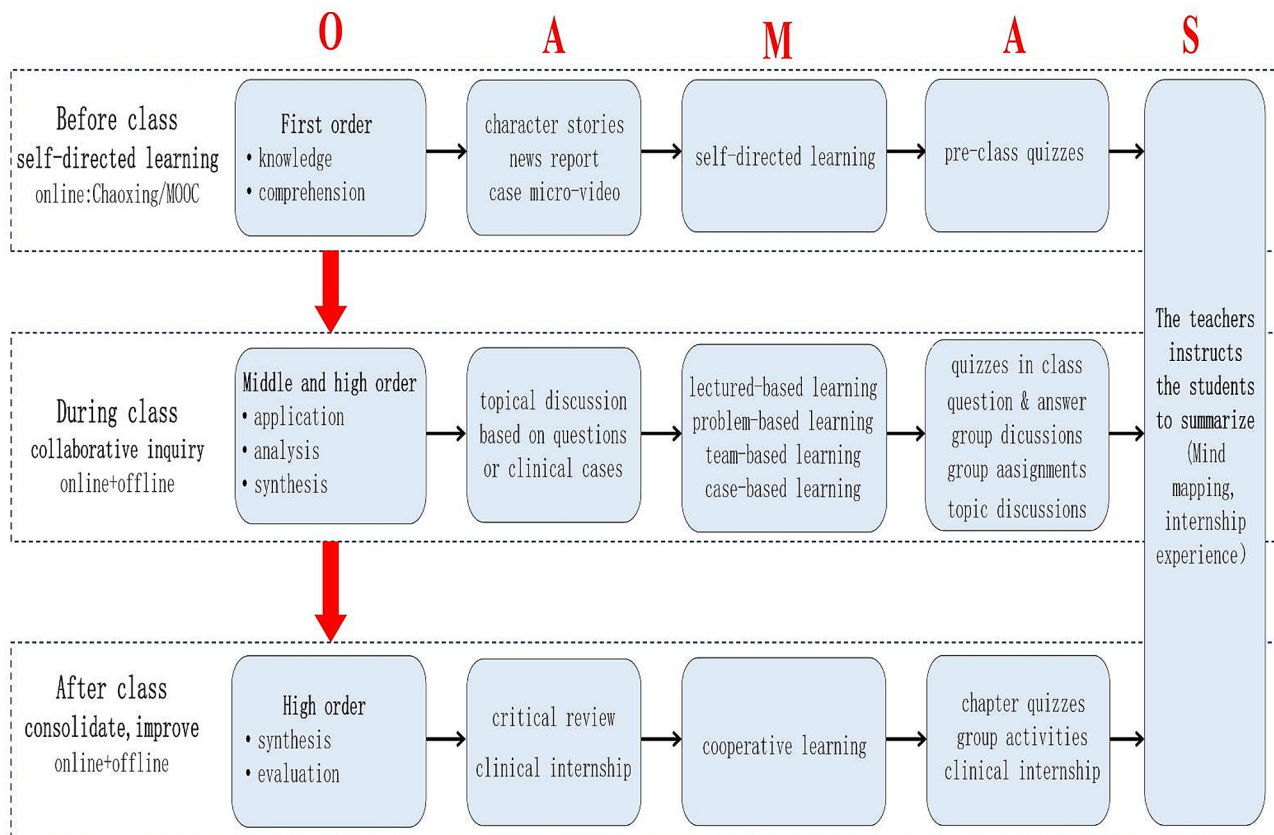 O
A
M
A
S
Before class
self-directed learning
online:Chaoxing/MOOC
First order
• knowledge
• comprehension
character stories
news report
case micro-video
self-directed learning
pre-class quizzes
During class
collaborative inquiry
online+offline
Middle and high order
• application
• analysis
• synthesis
topical discussion
based on questions
or clinical cases
lectured-based learning
problem-based learning
team-based learning
case-based learning
quizzes in class
question & answer
group dicussions
group aasignments
topic discussions
The teachers
instructs
the students
to summarize
(Mind
mapping,
internship
experience)
After class
consolidate,improve
online+offline
High order
• synthesis
• evaluation
critical review
clinical internship
cooperative learning
chapter quizzes
group activities
clinical internship